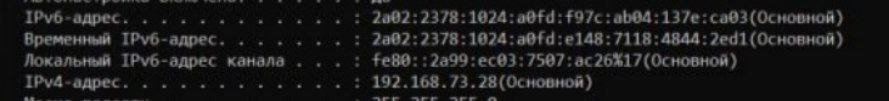 IPv6-адрес. . . . . . . . . . . . : 2a02:2378:1024:a0fd:f97c:ab04:137e:ca03(Основной)
Временный IPv6-адрес. . . . . . . : 2a02:2378:1024:a0fd:e148:7118:4844:2ed1(Основной)
Локальный IPv6-адрес канала . . . : fe80::2a99:ec03:7507:ac26%17(Основной)
IPv4-адрес. . . . . . . . . . . . : 192.168.73.28(Основной)